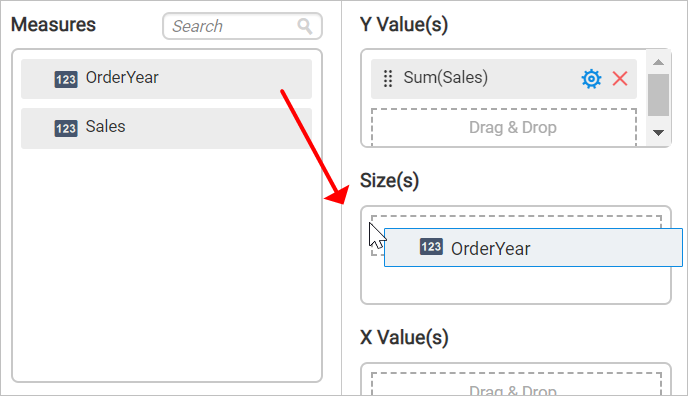 Measures
Search
123 OrderYear
123 Sales
Y Value(s)
Sum(Sales)
Drag & Drop
Size(s)
123 OrderYear
X Value(s)
Drag & Drop